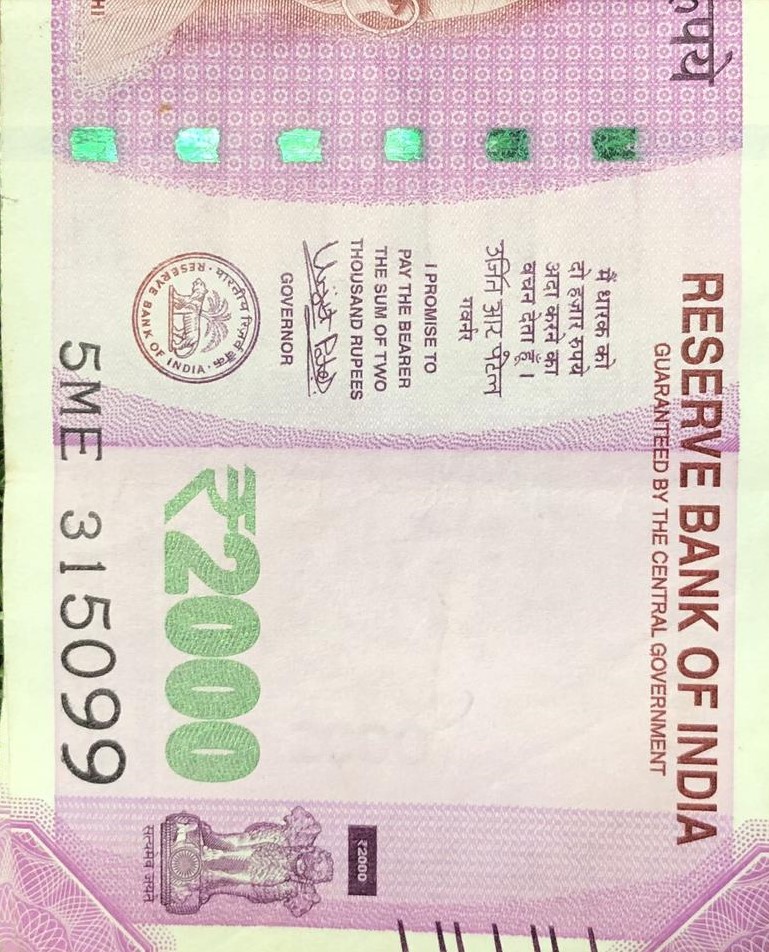 रुपये
RESERVE BANK OF INDIA
GUARANTEED BY THE CENTRAL GOVERNMENT
मैं धारक को
दो हज़ार रुपये
अदा करने का
वचन देता हूँ ।
उर्जित आर पटेल
गवर्नर
I PROMISE TO
PAY THE BEARER
THE SUM OF TWO
THOUSAND RUPEES
GOVERNOR
भारतीय रिज़र्व बैंक
RESERVE BANK OF INDIA
₹2000
5ME 315099
₹2000
सत्यमेव जयते